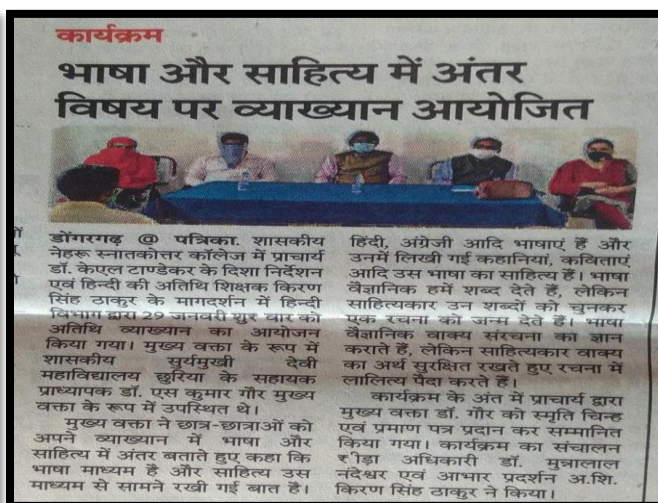 कार्यक्रम
भाषा और साहित्य में अंतर
विषय पर व्याख्यान आयोजित
डोंगरगढ़ @ पत्रिका. शासकीय
नेहरू स्नातकोत्तर कॉलेज में प्राचार्य
डॉ. केएल टाण्डेकर के दिशा निर्देशन
एवं हिन्दी की अतिथि शिक्षक किरण
सिंह ठाकुर के मागदर्शन में हिन्दी
विभाग द्वारा 29 जनवरी शुर वार को
अतिथि व्याख्यान का आयोजन
किया गया। मुख्य वक्ता के रूप में
शासकीय सुर्यमुखी देवी
महाविद्यालय छुरिया के सहायक
प्राध्यापक डॉ. एस कुमार गौर मुख्य
वक्ता के रूप में उपस्थित थे।
मुख्य वक्ता ने छात्र-छात्राओं को
अपने व्याख्यान में भाषा और
साहित्य में अंतर बताते हुए कहा कि
भाषा माध्यम है और साहित्य उस
माध्यम से सामने रखी गई बात है।
हिंदी, अंग्रेजी आदि भाषाएं हैं और
उनमें लिखी गई कहानियां, कविताएं
आदि उस भाषा का साहित्य हैं। भाषा
वैज्ञानिक हमें शब्द देते हैं, लेकिन
साहित्यकार उन शब्दों को चुनकर
एक रचना को जन्म देते हैं। भाषा
वैज्ञानिक वाक्य संरचना का ज्ञान
कराते हैं, लेकिन साहित्यकार वाक्य
का अर्थ सुरक्षित रखते हुए रचना में
लालित्य पैदा करते हैं।
कार्यक्रम के अंत में प्राचार्य द्वारा
मुख्य वक्ता डॉ. गौर को स्मृति चिन्ह
एवं प्रमाण पत्र प्रदान कर सम्मानित
किया गया। कार्यक्रम का संचालन
अधिकारी डॉ. मुन्नालाल
नंदेश्वर एवं आभार प्रदर्शन अ.शि.
किरण सिंह ठाकुर ने किया।